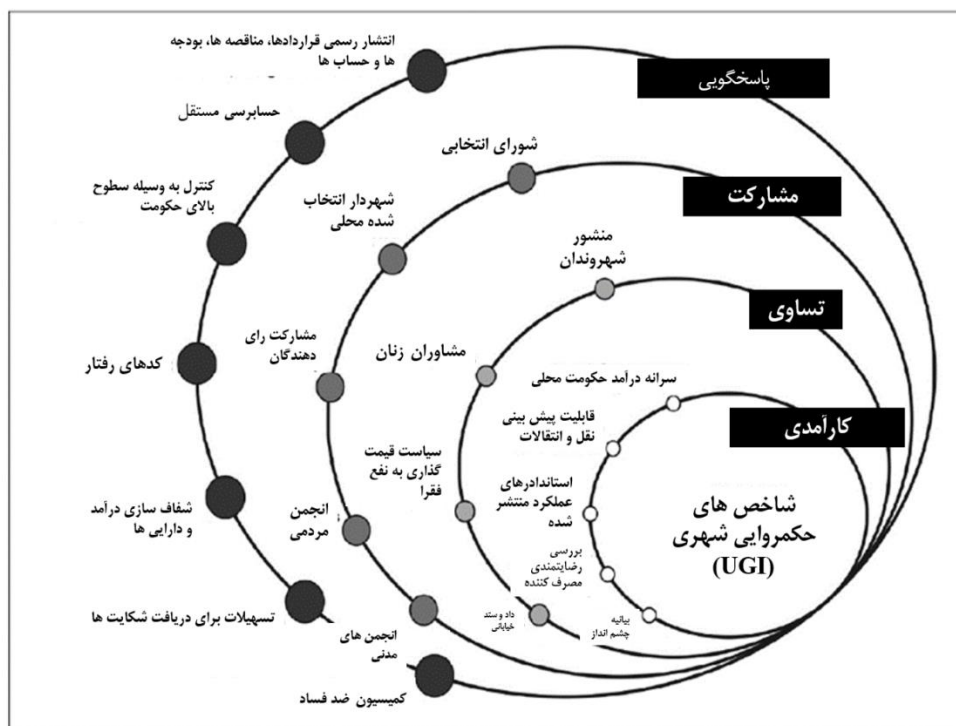 انتشار رسمی قراردادها، مناقصه ها، بودجه
ها و حساب ها
حسابرسی مستقل
کنترل به وسیله سطوح
بالای حکومت
کدهای رفتار
شفاف سازی درآمد
و دارایی ها
تسهیلات برای دریافت شکایت ها
کمیسیون ضد فساد
پاسخگویی
شورای انتخابی
شهردار انتخاب
شده محلی
مشارکت رای
دهندگان
انجمن
مردمی
انجمن های
مدنی
مشارکت
منشور
شهروندان
مشاوران زنان
سیاست قیمت
گذاری به نفع
فقرا
داد و ستد
خیابانی
تساوی
سرانه درآمد حکومت محلی
قابلیت پیش بینی
نقل و انتقالات
استاندادرهای
عملکرد منتشر
شده
بررسی
رضایتمندی
مصرف کننده
بیانیه
چشم انداز
کارآمدی
شاخص های
حکمروایی شهری
(UGI)